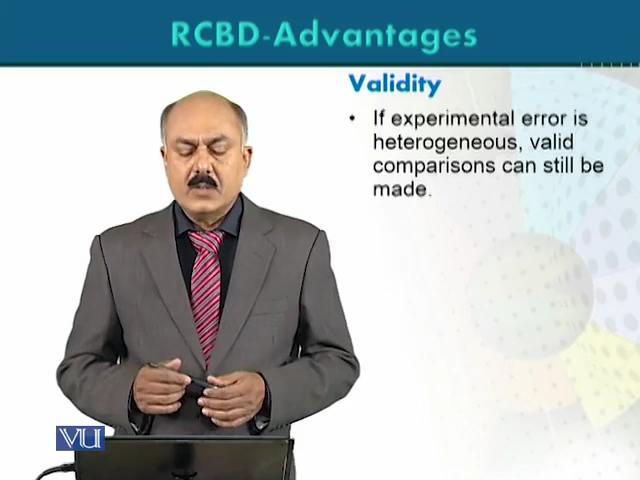 RCBD-Advantages
Validity
• If experimental error is
heterogeneous, valid
comparisons can still be
made.
VU